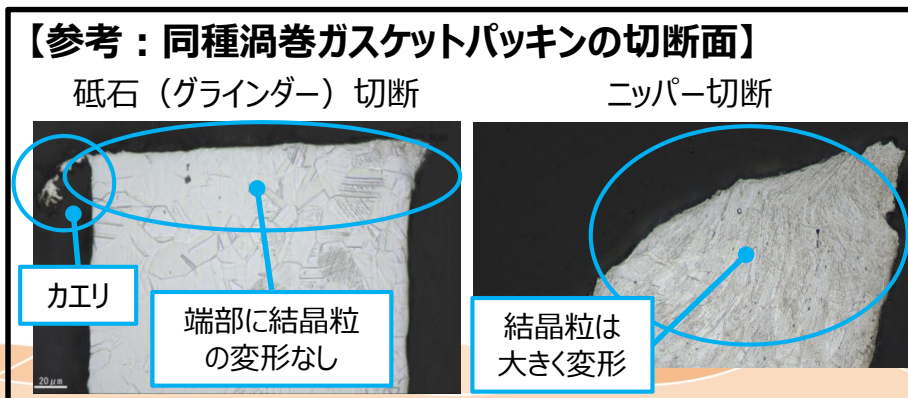 【参考：同種渦巻ガスケットパッキンの切断面】
砥石（グラインダー）切断
ニッパー切断
カエリ
端部に結晶粒
の変形なし
20μm
結晶粒は
大きく変形